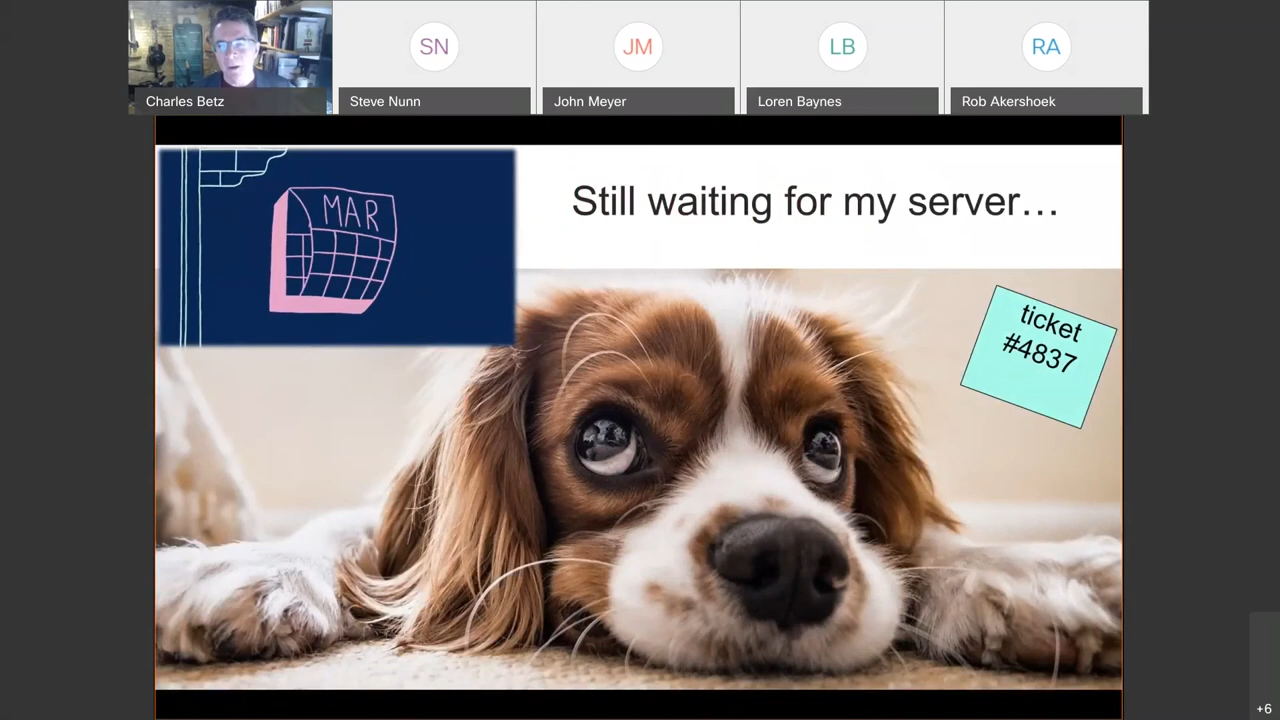 SN
JM
LB
RA
Charles Betz
Steve Nunn
John Meyer
Loren Baynes
Rob Akershoek
MAR
Still waiting for my server…
ticket
#4837
+6